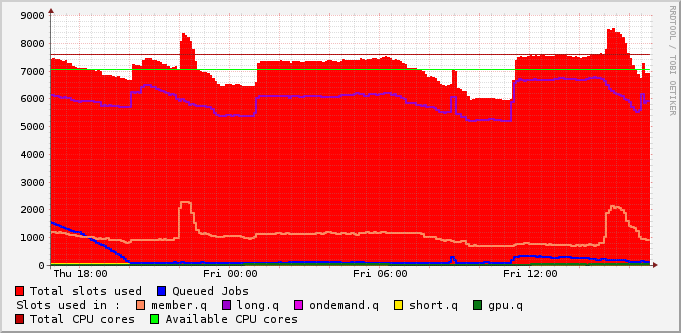 9000
8000
7000
6000
5000
4000
3000
2000
1000
0
Thu 18:00 Fri 00:00 Fri 06:00 Fri 12:00
RRDTOOL / TOBI OETIKER
Total slots used Queued Jobs
Slots used in : member.q long.q ondemand.q short.q gpu.q
Total CPU cores Available CPU cores